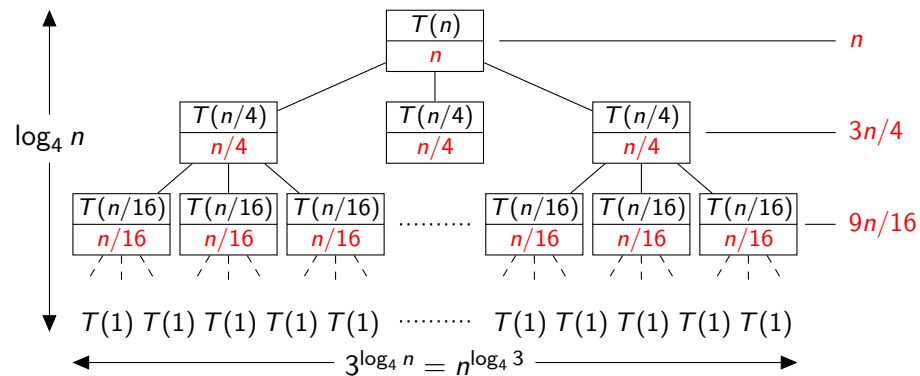 T(n)
n n
T(n/4) T(n/4) T(n/4)
log₄ n n/4 n/4 n/4 3n/4
T(n/16) T(n/16) T(n/16) ......... T(n/16) T(n/16) T(n/16)
n/16 n/16 n/16 n/16 n/16 n/16 9n/16
T(1) T(1) T(1) T(1) T(1) ......... T(1) T(1) T(1) T(1) T(1)
3^{log₄ n} = n^{log₄ 3}